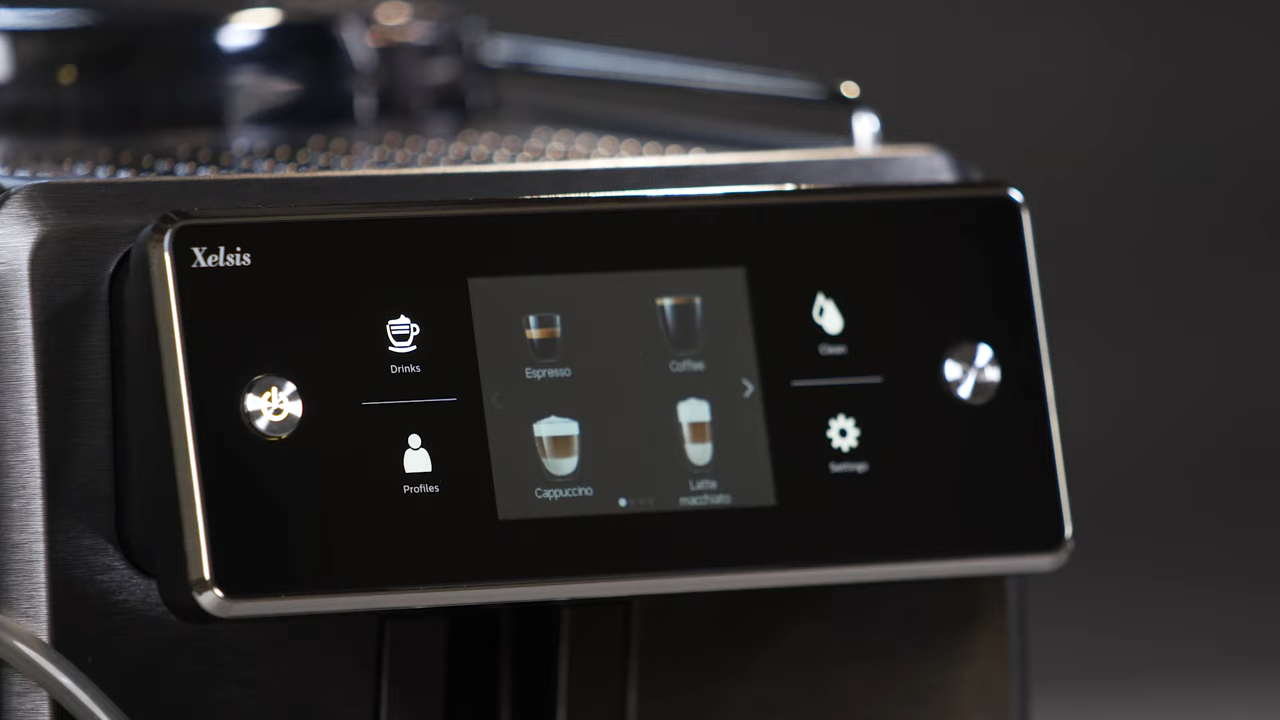 Xelsis
Drinks
Profiles
Espresso
Coffee
Cappuccino
Latte
macchiato
Clean
Settings